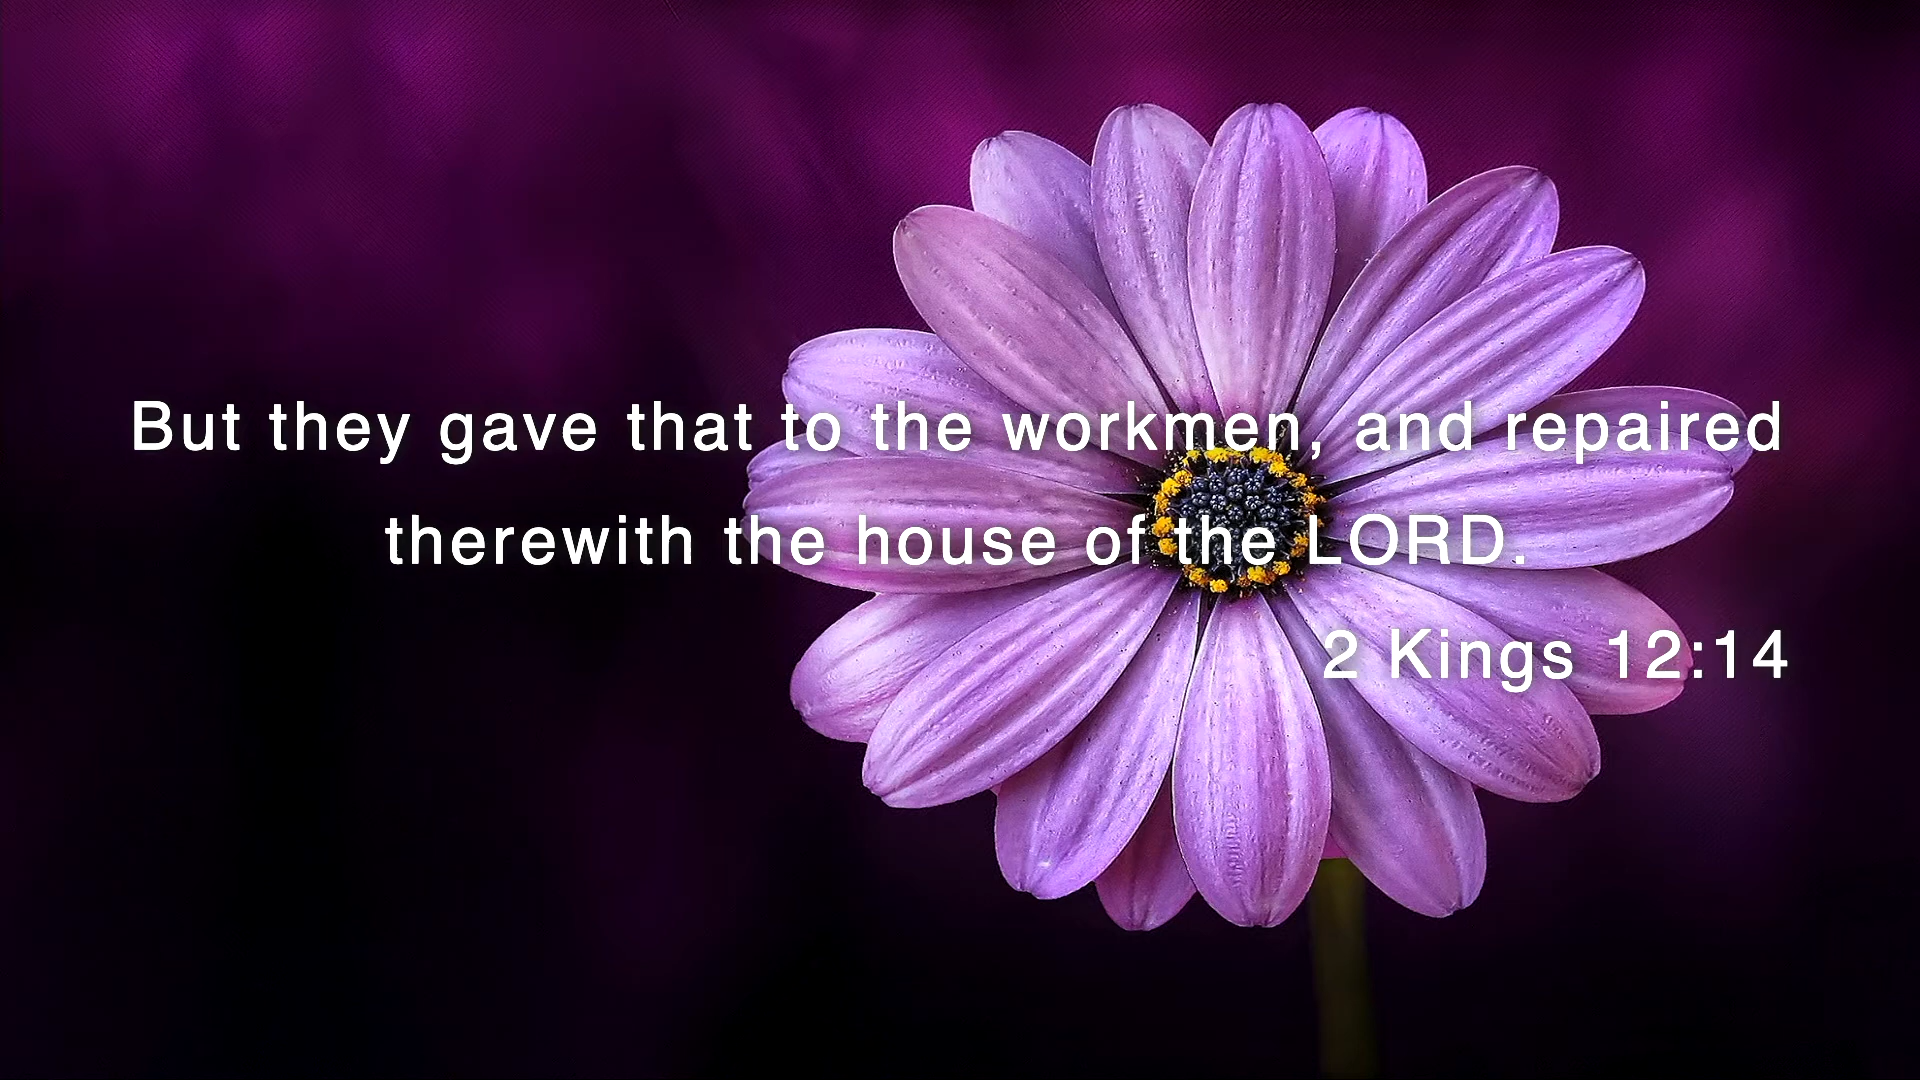 But they gave that to the workmen, and repaired
therewith the house of the LORD.
2 Kings 12:14